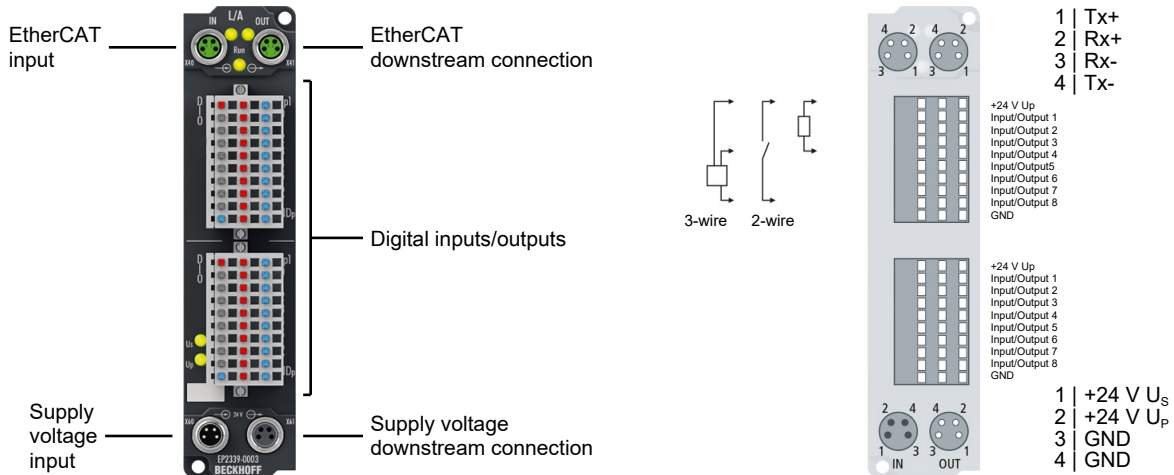 EtherCAT
input
L/A
IN
OUT
Run
X40
X41
EtherCAT
downstream connection
D
I
O
Digital inputs/outputs
D
I
O
Us
Up
Supply
voltage
input
24 V
X60
X61
EP2339-0003
BECKHOFF
Supply voltage
downstream connection
3-wire
2-wire
4 2 4 2
3 1 3 1
1 | Tx+
2 | Rx+
3 | Rx-
4 | Tx-
+24 V Up
Input/Output 1
Input/Output 2
Input/Output 3
Input/Output 4
Input/Output5
Input/Output 6
Input/Output 7
Input/Output 8
GND
+24 V Up
Input/Output 1
Input/Output 2
Input/Output 3
Input/Output 4
Input/Output 5
Input/Output 6
Input/Output 7
Input/Output 8
GND
2 4 4 2
1 3 3 1
IN OUT
1 | +24 V US
2 | +24 V UP
3 | GND
4 | GND